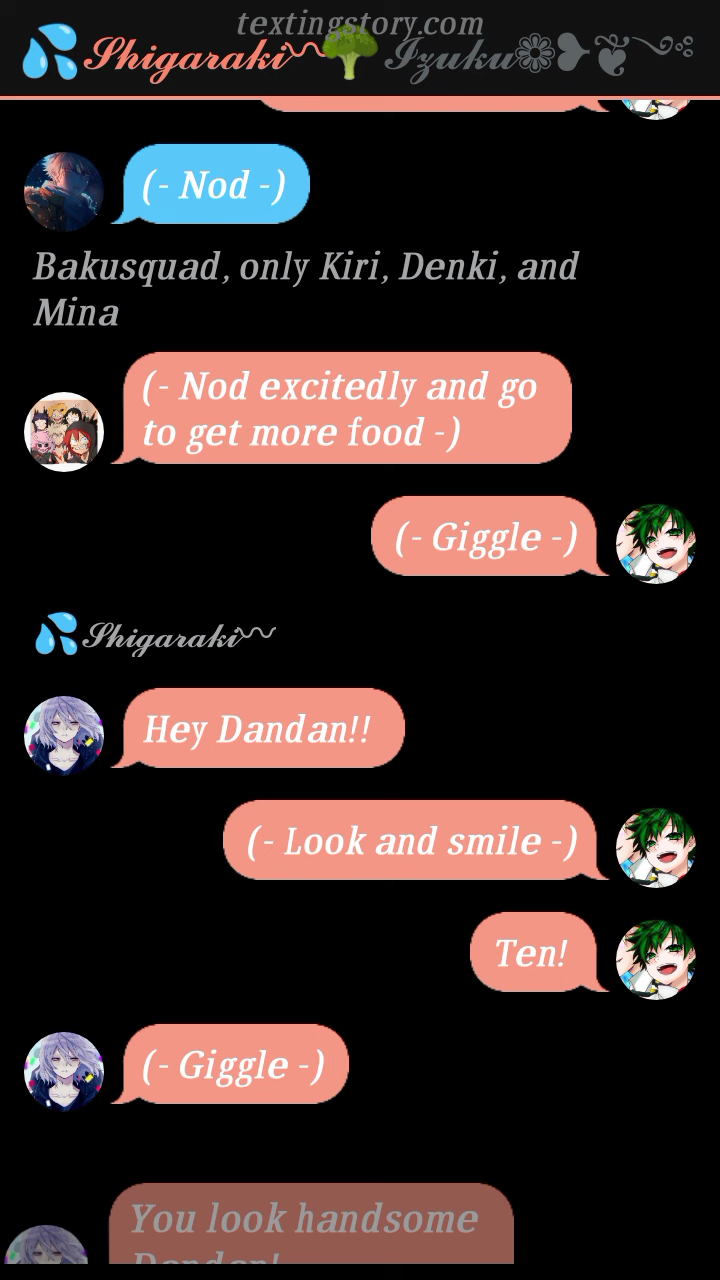 textingstory.com
💦𝓢𝓱𝓲𝓰𝓪𝓻𝓪𝓴𝓲〰🥦𝓘𝔃𝓾𝓴𝓾❁❥❦
(- Nod -)
Bakusquad, only Kiri, Denki, and
Mina
(- Nod excitedly and go
to get more food -)
(- Giggle -)
💦𝓢𝓱𝓲𝓰𝓪𝓻𝓪𝓴𝓲〰
Hey Dandan!!
(- Look and smile -)
Ten!
(- Giggle -)
You look handsome
Dandan!